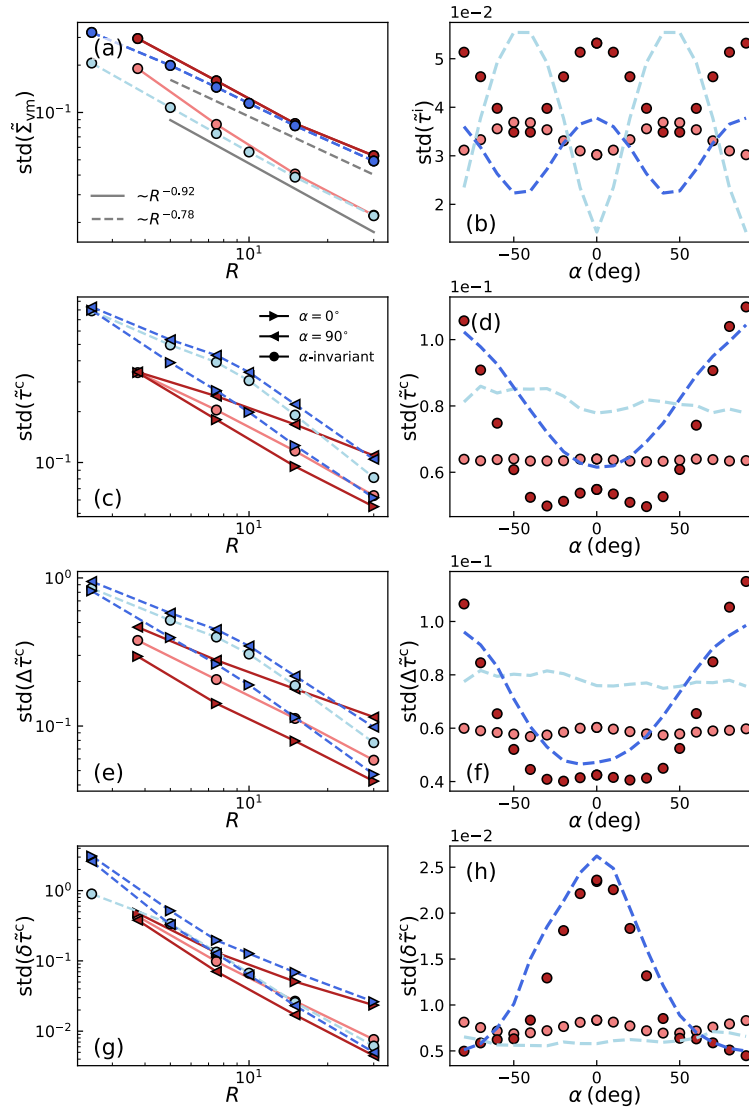 (a)
std(Σ̃vm)
10⁻¹
~R⁻⁰·⁹²
~R⁻⁰·⁷⁸
10¹
R
1e−2
(b)
std(τ̃ⁱ)
5
4
3
2
−50
0
50
α (deg)
(c)
std(τ̃ᶜ)
10⁻¹
α = 0°
α = 90°
α-invariant
10¹
R
1e−1
(d)
std(τ̃ᶜ)
1.0
0.8
0.6
−50
0
50
α (deg)
(e)
std(Δτ̃ᶜ)
10⁰
10⁻¹
10¹
R
1e−1
(f)
std(Δτ̃ᶜ)
1.0
0.8
0.6
0.4
−50
0
50
α (deg)
(g)
std(δτ̃ᶜ)
10⁰
10⁻¹
10⁻²
10¹
R
1e−2
(h)
std(δτ̃ᶜ)
2.5
2.0
1.5
1.0
0.5
−50
0
50
α (deg)